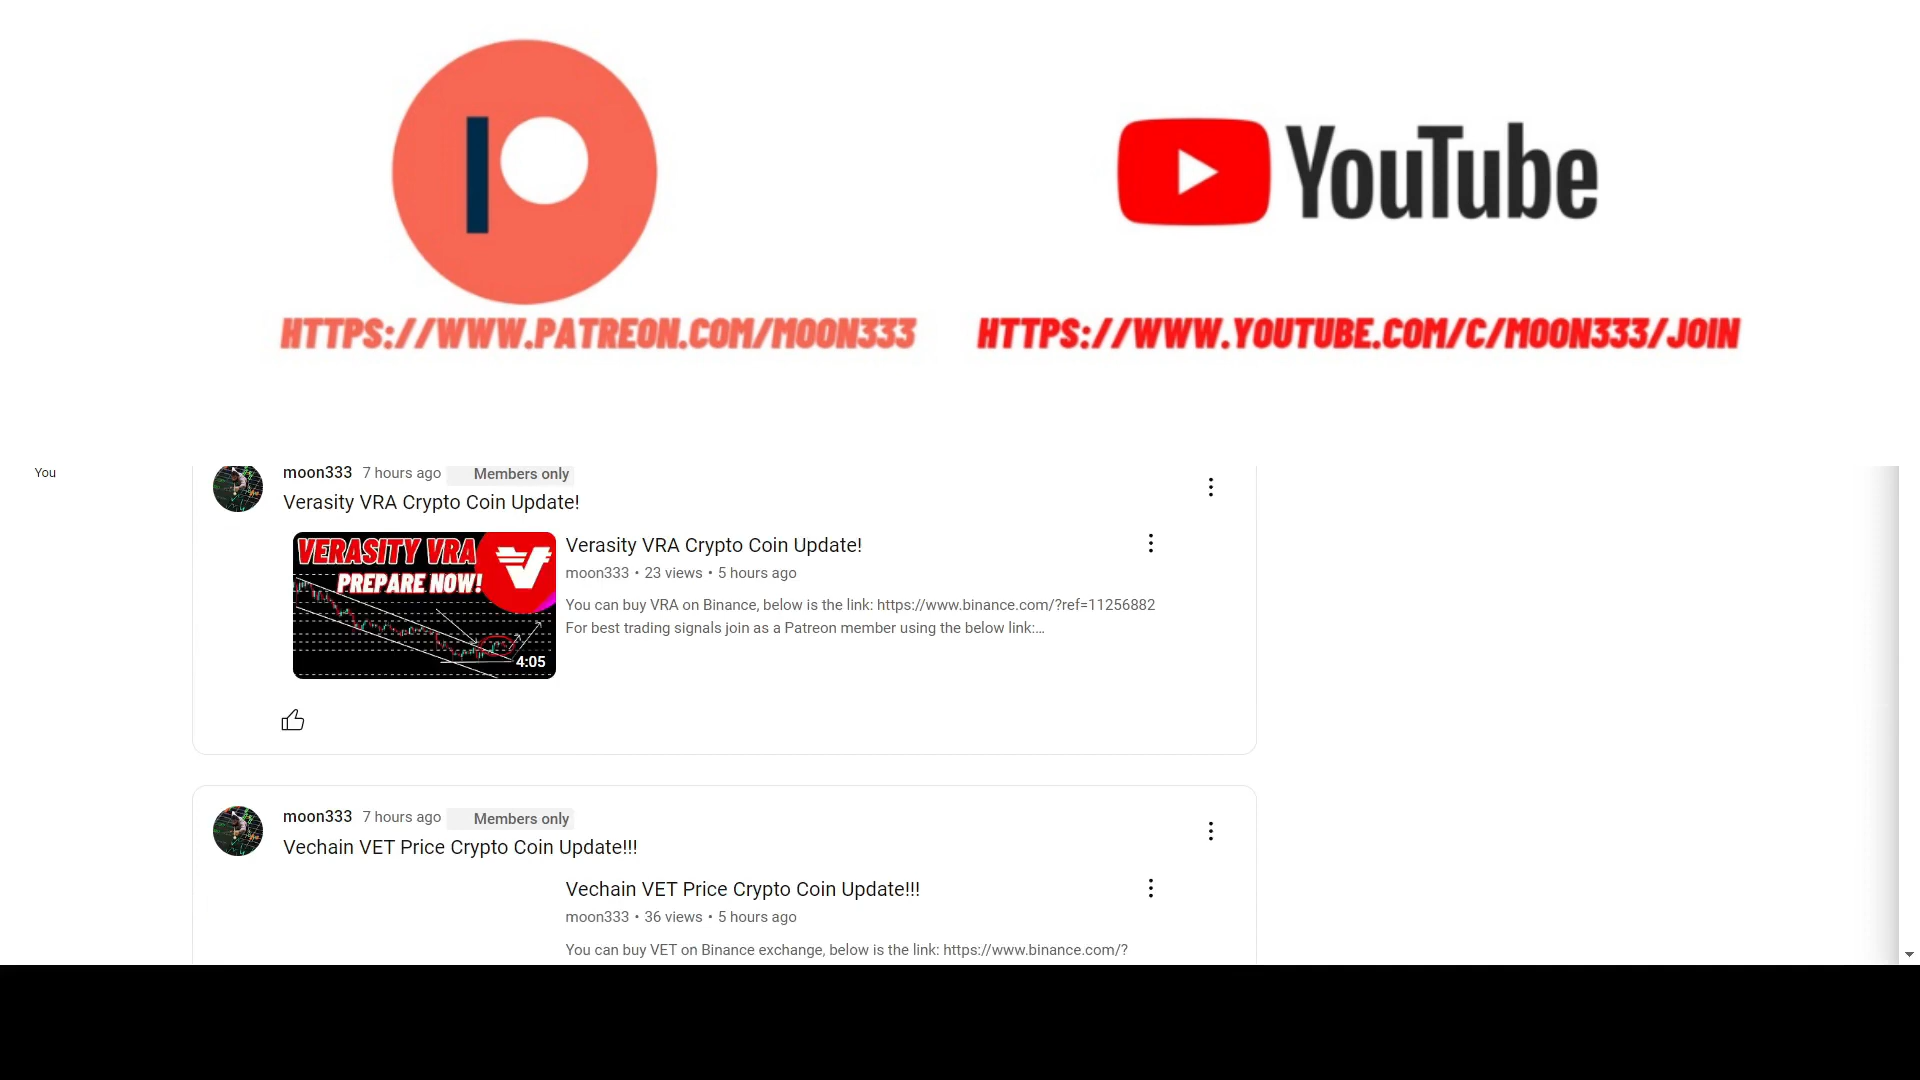 YouTube
HTTPS://WWW.PATREON.COM/MOON333
HTTPS://WWW.YOUTUBE.COM/C/MOON333/JOIN
You
moon333 7 hours ago Members only
Verasity VRA Crypto Coin Update!
VERASITY VRA
PREPARE NOW!
4:05
Verasity VRA Crypto Coin Update!
moon333 • 23 views • 5 hours ago
You can buy VRA on Binance, below is the link: https://www.binance.com/?ref=11256882
For best trading signals join as a Patreon member using the below link:...
moon333 7 hours ago Members only
Vechain VET Price Crypto Coin Update!!!
Vechain VET Price Crypto Coin Update!!!
moon333 • 36 views • 5 hours ago
You can buy VET on Binance exchange, below is the link: https://www.binance.com/?